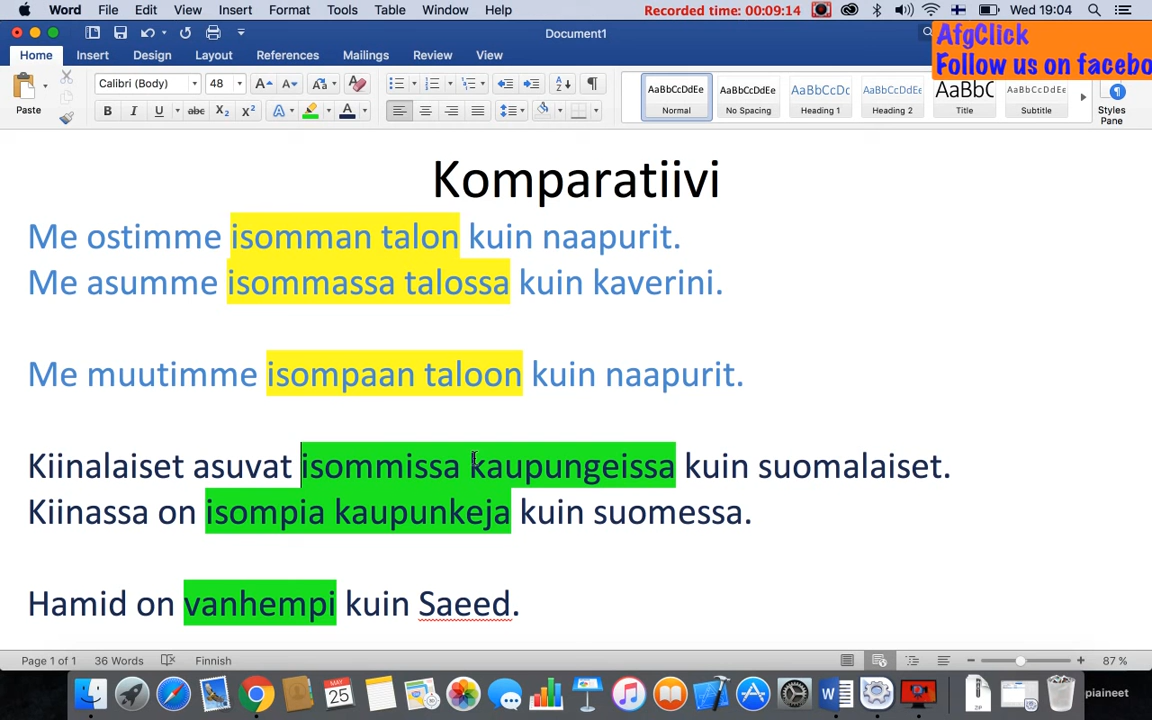 Word File Edit View Insert Format Tools Table Window Help Recorded time: 00:09:14 Wed 19:04
AfgClick
Follow us on facebo
Document1
Home Insert Design Layout References Mailings Review View
Paste Calibri (Body) 48
AaBbCcDdEe Normal
AaBbCcDdEe No Spacing
AaBbCcDc Heading 1
AaBbCcDdEe Heading 2
AaBbCcDdEe Title
AaBbCcDdEe Subtitle
Styles Pane
Komparatiivi
Me ostimme isomman talon kuin naapurit.
Me asumme isommassa talossa kuin kaverini.
Me muutimme isompaan taloon kuin naapurit.
Kiinalaiset asuvat isommissa kaupungeissa kuin suomalaiset.
Kiinassa on isompia kaupunkeja kuin suomessa.
Hamid on vanhempi kuin Saeed.
Page 1 of 1 36 Words Finnish 87 %
MAY 25
piaineet